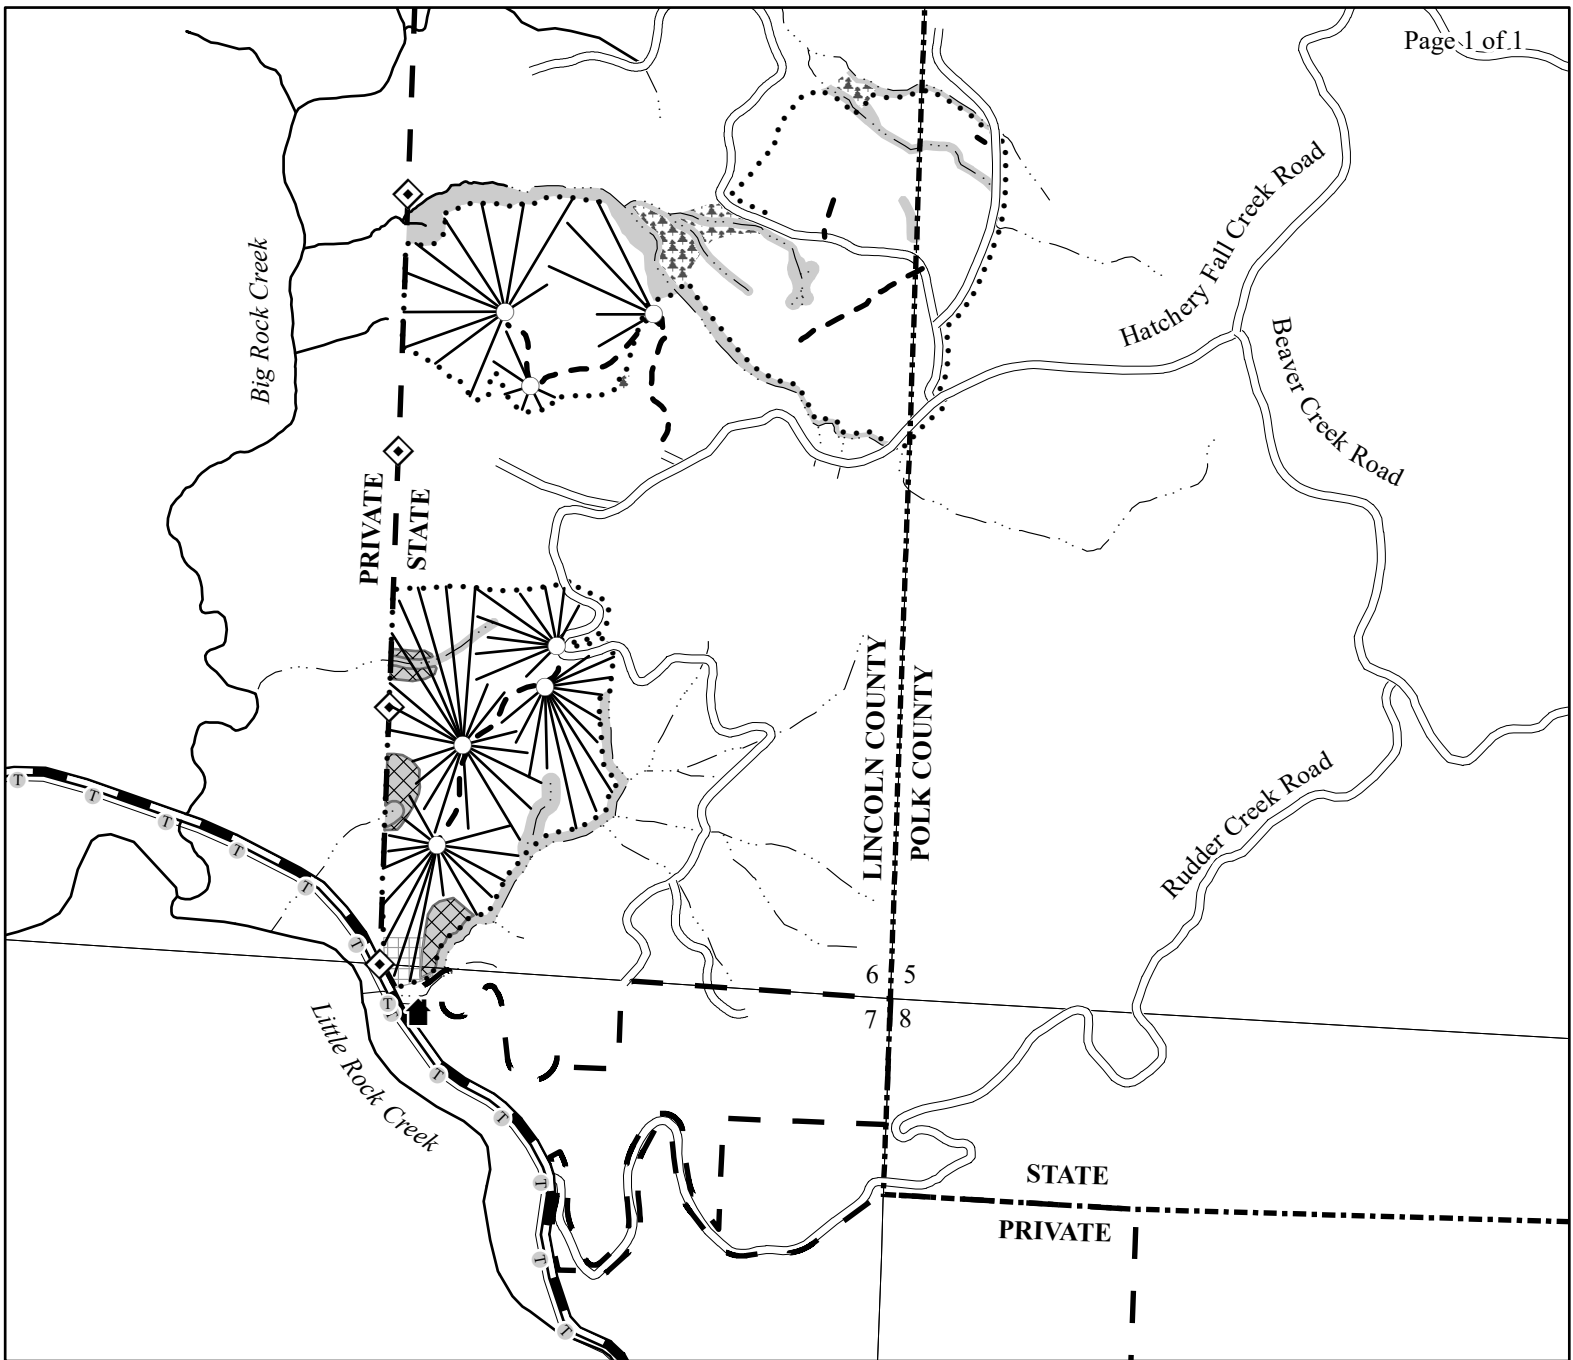 Page 1 of 1
Hatchery Fall Creek Road
Big Rock Creek
Beaver Creek Road
PRIVATE
STATE
LINCOLN COUNTY
POLK COUNTY
T
T
T
T
T
Rudder Creek Road
T
6 5
7 8
T
T
Little Rock Creek
T
T
T
STATE
PRIVATE
T
T